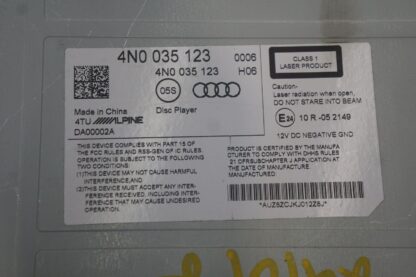 4N0 035 123 0006
4N0 035 123 H06
05S
Made in China
4TU ALPINE
DA00002A
Disc Player
CLASS 1
LASER PRODUCT
Caution-
Laser radiation when open,
DO NOT STARE INTO BEAM
E24 10 R -05 2149
12V DC NEGATIVE GND
THIS DEVICE COMPLIES WITH PART 15 OF
THE FCC RULES AND RSS-GEN OF IC RULES.
OPERATION IS SUBJECT TO THE FOLLOWING
TWO CONDITIONS:
(1)THIS DEVICE MAY NOT CAUSE HARMFUL
INTERFERENCE,AND
(2)THIS DEVICE MUST ACCEPT ANY INTER-
FERENCE RECEIVED, INCLUDING INTER-
FERENCE THAT MAY CAUSE UNDESIRED
OPERATION.
PRODUCT IS CERTIFIED BY THE MANUFA
CTURER TO COMPLY WITH DHHS RULES
21 CFRSUBCHAPTER J APPLICATION AT
THE DATE OF MANUFACTURER.
*AUZ6ZCJKJC12Z8J*